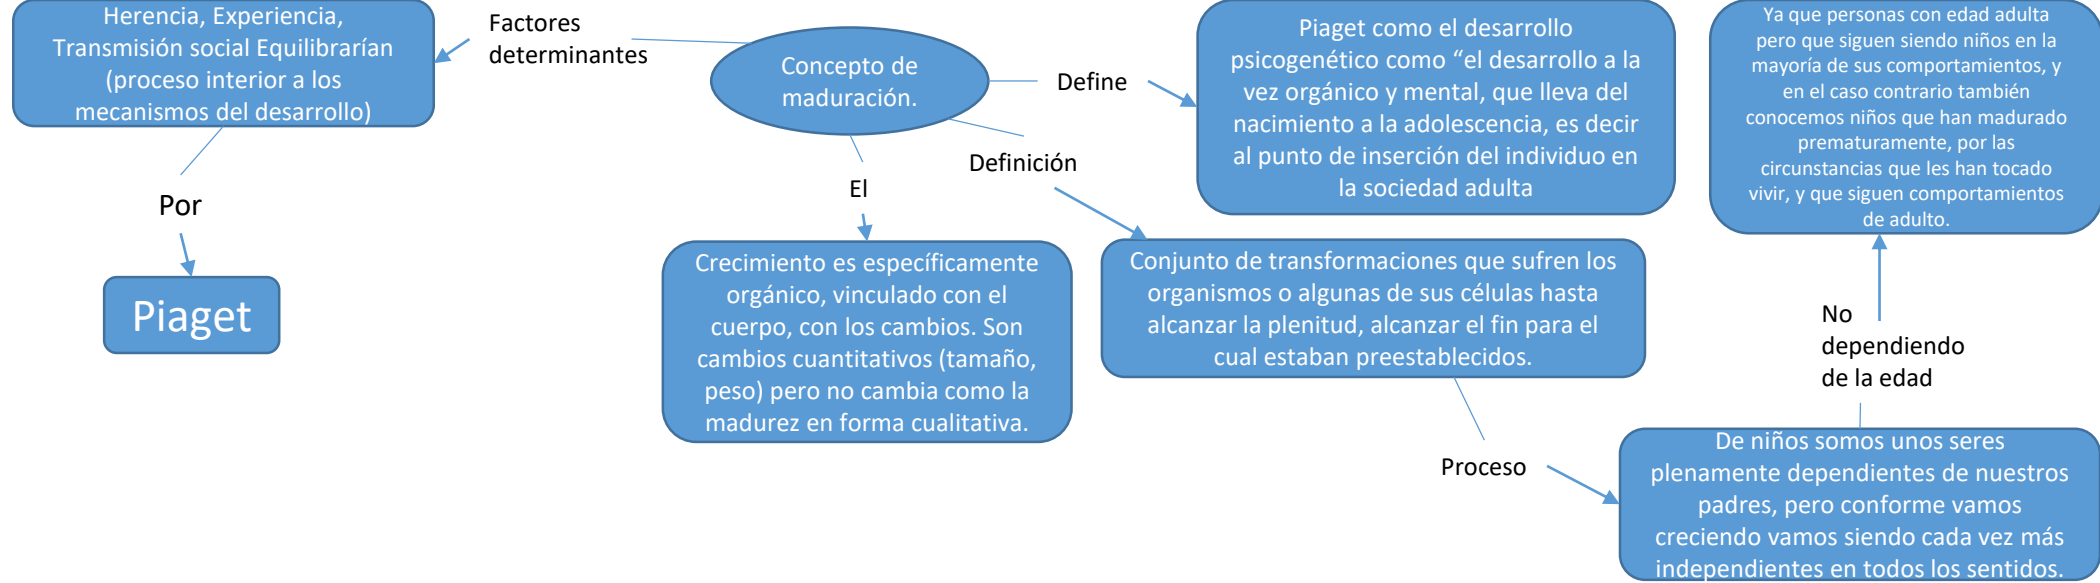 Herencia, Experiencia,
Transmisión social Equilibrarían
(proceso interior a los
mecanismos del desarrollo)
Factores
determinantes
Por
Piaget
Concepto de
maduración.
Define
Piaget como el desarrollo
psicogenético como “el desarrollo a la
vez orgánico y mental, que lleva del
nacimiento a la adolescencia, es decir
al punto de inserción del individuo en
la sociedad adulta
Definición
El
Crecimiento es específicamente
orgánico, vinculado con el
cuerpo, con los cambios. Son
cambios cuantitativos (tamaño,
peso) pero no cambia como la
madurez en forma cualitativa.
Conjunto de transformaciones que sufren los
organismos o algunas de sus células hasta
alcanzar la plenitud, alcanzar el fin para el
cual estaban preestablecidos.
Proceso
De niños somos unos seres
plenamente dependientes de nuestros
padres, pero conforme vamos
creciendo vamos siendo cada vez más
independientes en todos los sentidos.
No
dependiendo
de la edad
Ya que personas con edad adulta
pero que siguen siendo niños en la
mayoría de sus comportamientos, y
en el caso contrario también
conocemos niños que han madurado
prematuramente, por las
circunstancias que les han tocado
vivir, y que siguen comportamientos
de adulto.